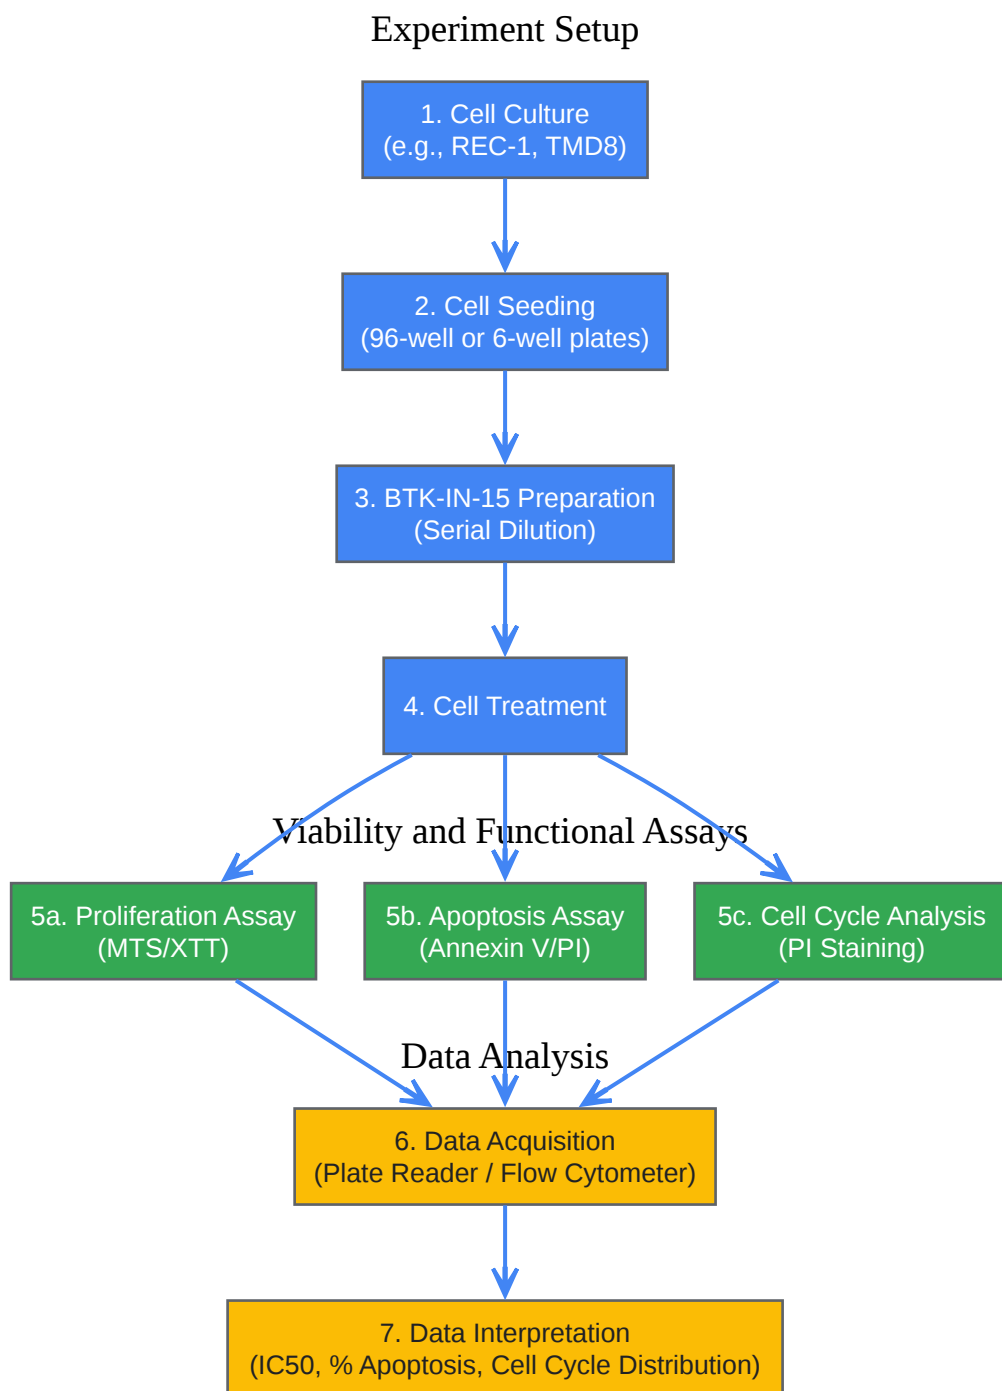 Experiment Setup
1. Cell Culture
(e.g., REC-1, TMD8)
2. Cell Seeding
(96-well or 6-well plates)
3. BTK-IN-15 Preparation
(Serial Dilution)
4. Cell Treatment
Viability and Functional Assays
5a. Proliferation Assay
(MTS/XTT)
5b. Apoptosis Assay
(Annexin V/PI)
5c. Cell Cycle Analysis
(PI Staining)
Data Analysis
6. Data Acquisition
(Plate Reader / Flow Cytometer)
7. Data Interpretation
(IC50, % Apoptosis, Cell Cycle Distribution)